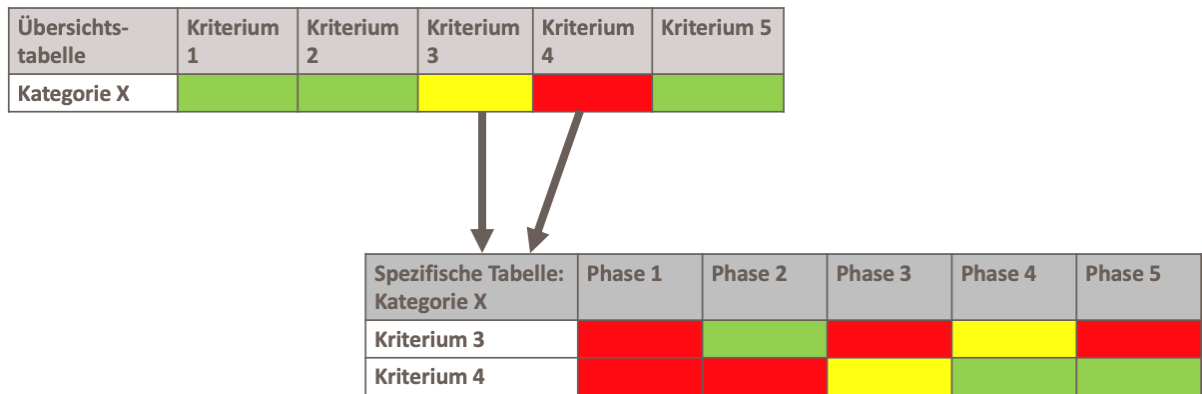 Übersichts- Kriterium Kriterium Kriterium Kriterium Kriterium 5
tabelle 1 2 3 4
Kategorie X
Spezifische Tabelle: Phase 1 Phase 2 Phase 3 Phase 4 Phase 5
Kategorie X
Kriterium 3
Kriterium 4